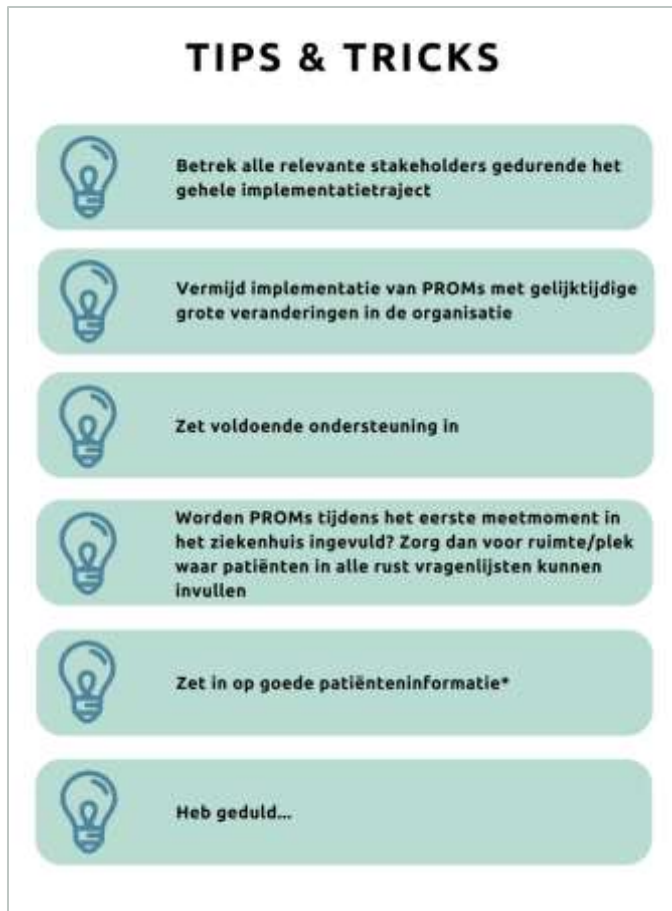 TIPS & TRICKS
Betrek alle relevante stakeholders gedurende het
gehele implementatietraject
Vermijd implementatie van PROMs met gelijktijdige
grote veranderingen in de organisatie
Zet voldoende ondersteuning in
Worden PROMs tijdens het eerste meetmoment in
het ziekenhuis ingevuld? Zorg dan voor ruimte/plek
waar patiënten in alle rust vragenlijsten kunnen
invullen
Zet in op goede patiënteninformatie*
Heb geduld...